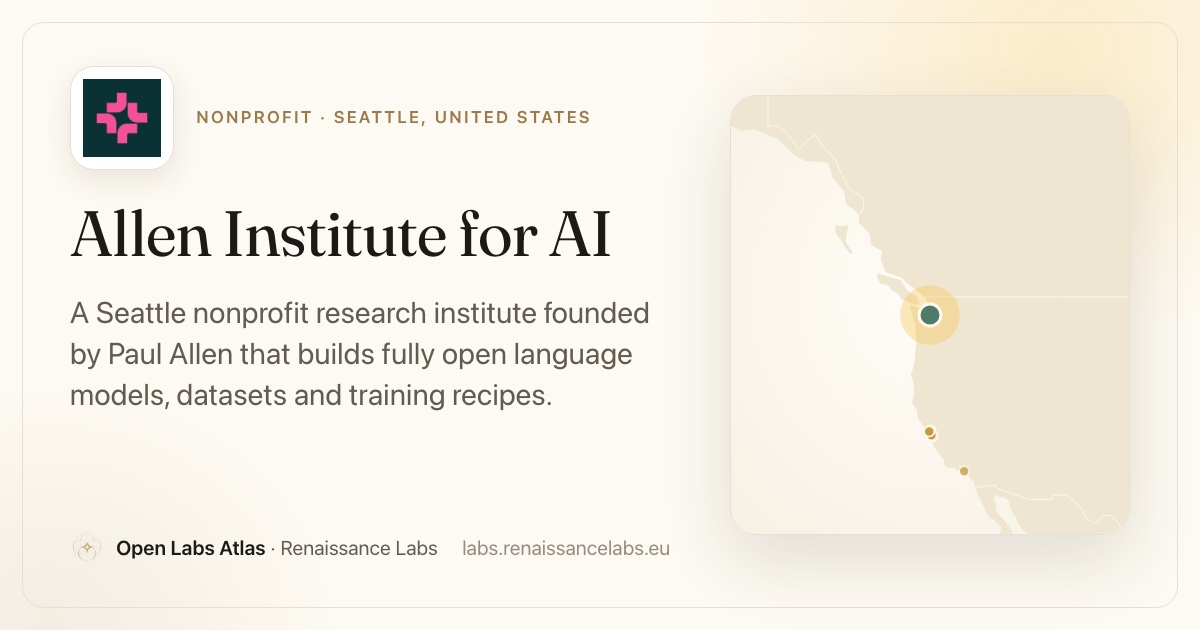 NONPROFIT · SEATTLE, UNITED STATES
Allen Institute for AI
A Seattle nonprofit research institute founded
by Paul Allen that builds fully open language
models, datasets and training recipes.
Open Labs Atlas · Renaissance Labs labs.renaissancelabs.eu